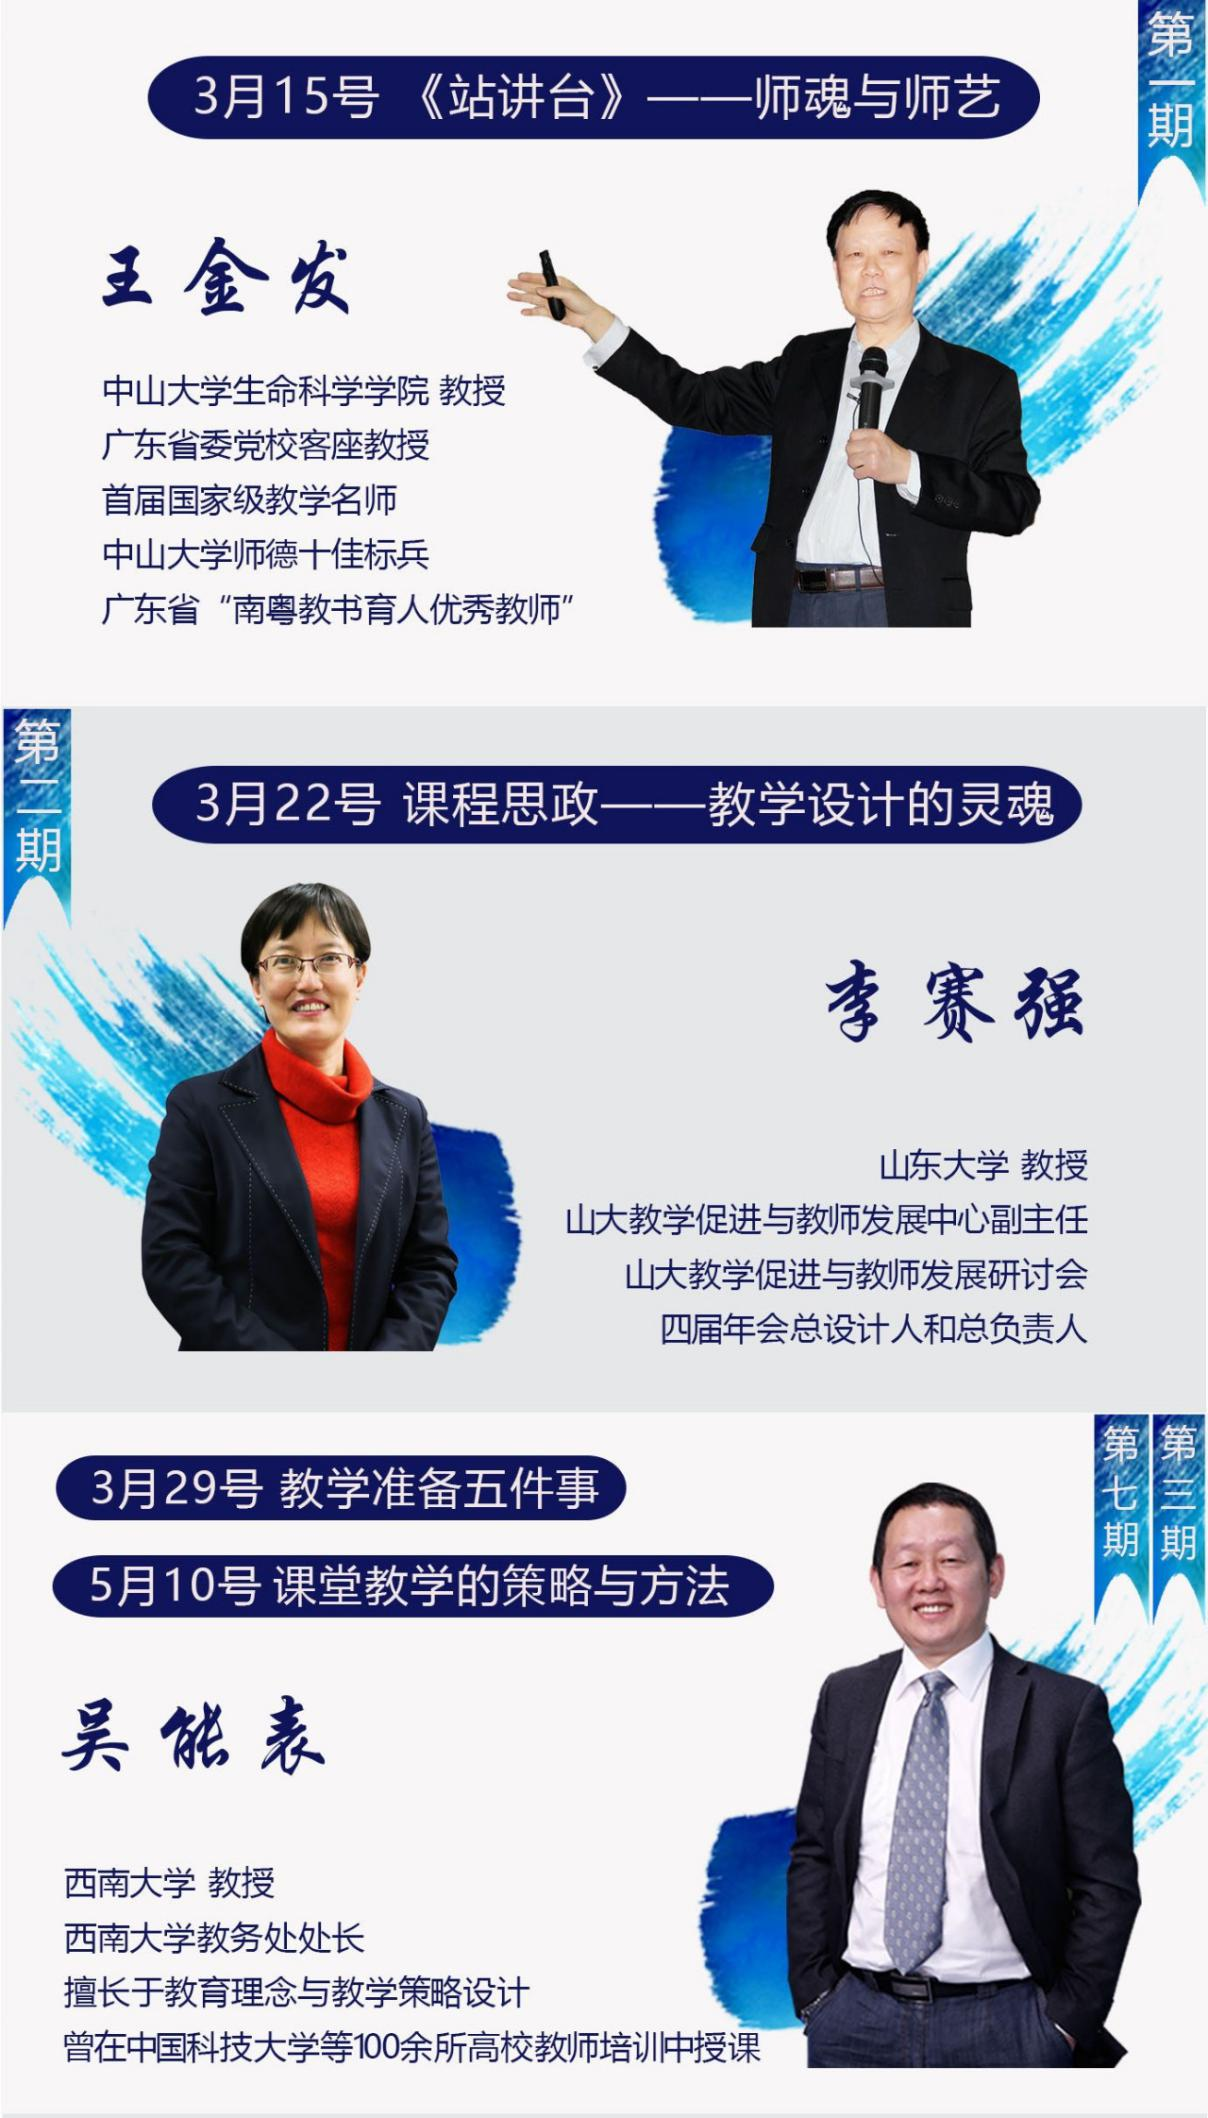 第一期
3月15号 《站讲台》——师魂与师艺
王金发
中山大学生命科学学院 教授
广东省委党校客座教授
首届国家级教学名师
中山大学师德十佳标兵
广东省“南粤教书育人优秀教师”
第二期
3月22号 课程思政——教学设计的灵魂
李赛强
山东大学 教授
山大教学促进与教师发展中心副主任
山大教学促进与教师发展研讨会
四届年会总设计人和总负责人
第三期
第七期
3月29号 教学准备五件事
5月10号 课堂教学的策略与方法
吴能表
西南大学 教授
西南大学教务处处长
擅长于教育理念与教学策略设计
曾在中国科技大学等100余所高校教师培训中授课